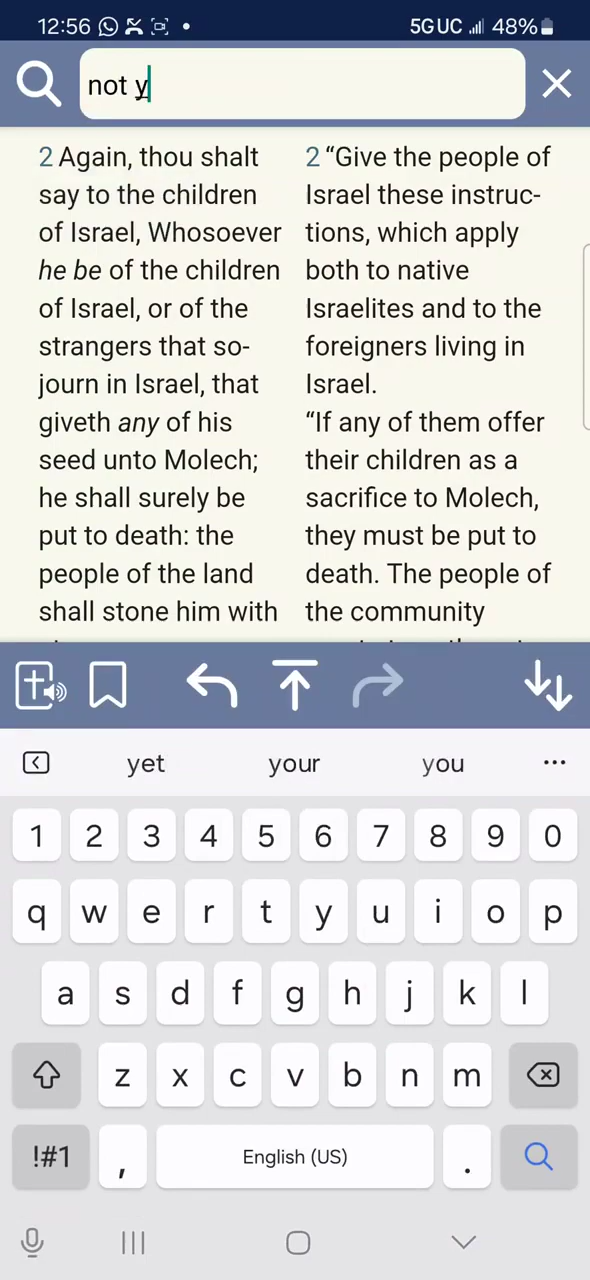 12:56 5G UC 48%
not y
2 Again, thou shalt
say to the children
of Israel, Whosoever
he be of the children
of Israel, or of the
strangers that so-
journ in Israel, that
giveth any of his
seed unto Molech;
he shall surely be
put to death: the
people of the land
shall stone him with
2 “Give the people of
Israel these instruc-
tions, which apply
both to native
Israelites and to the
foreigners living in
Israel.
“If any of them offer
their children as a
sacrifice to Molech,
they must be put to
death. The people of
the community
yet your you
1 2 3 4 5 6 7 8 9 0
q w e r t y u i o p
a s d f g h j k l
z x c v b n m
!#1 , English (US) .